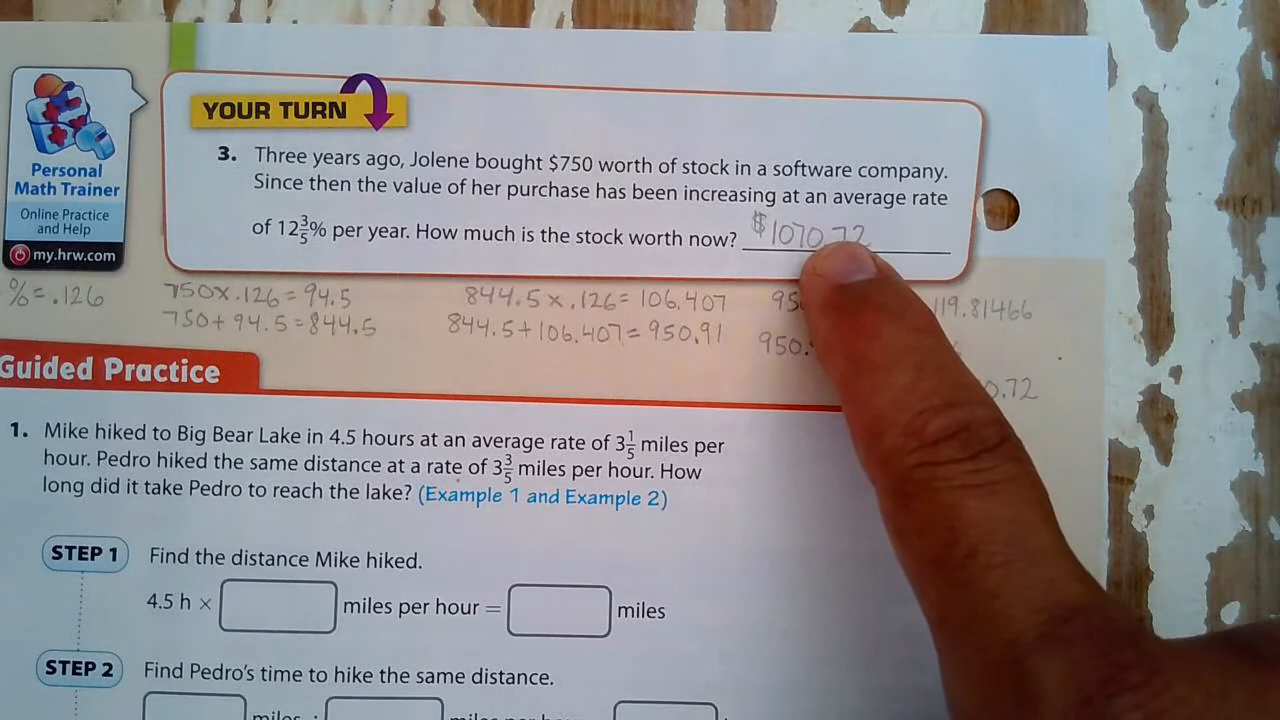 YOUR TURN
3. Three years ago, Jolene bought $750 worth of stock in a software company.
Since then the value of her purchase has been increasing at an average rate
of 12 3/5% per year. How much is the stock worth now? $1070.72
Personal
Math Trainer
Online Practice
and Help
my.hrw.com
% = .126
750x.126 = 94.5
750+94.5=844.5
844.5x.126= 106.407
844.5+106.407=950.91
950.
119.81466
.72
Guided Practice
1. Mike hiked to Big Bear Lake in 4.5 hours at an average rate of 3 1/5 miles per
hour. Pedro hiked the same distance at a rate of 3 3/5 miles per hour. How
long did it take Pedro to reach the lake? (Example 1 and Example 2)
STEP 1 Find the distance Mike hiked.
4.5 h × miles per hour = miles
STEP 2 Find Pedro's time to hike the same distance.